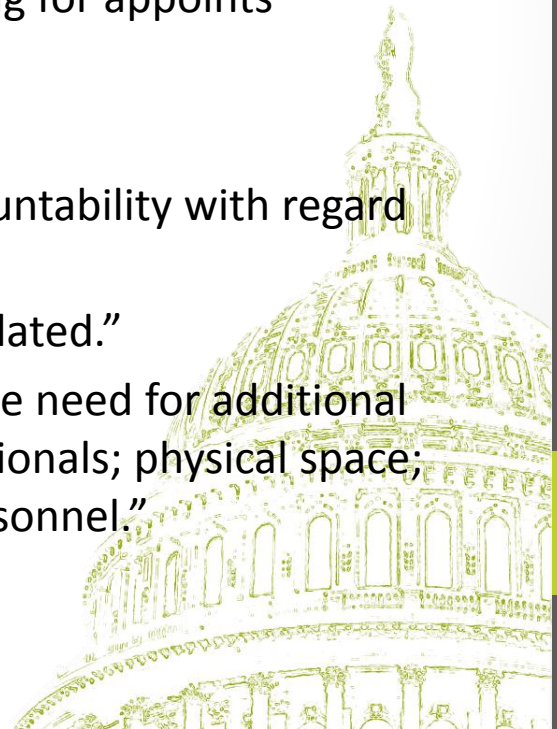 g for appoints
untability with regard
lated.”
e need for additional
ionals; physical space;
sonnel.”